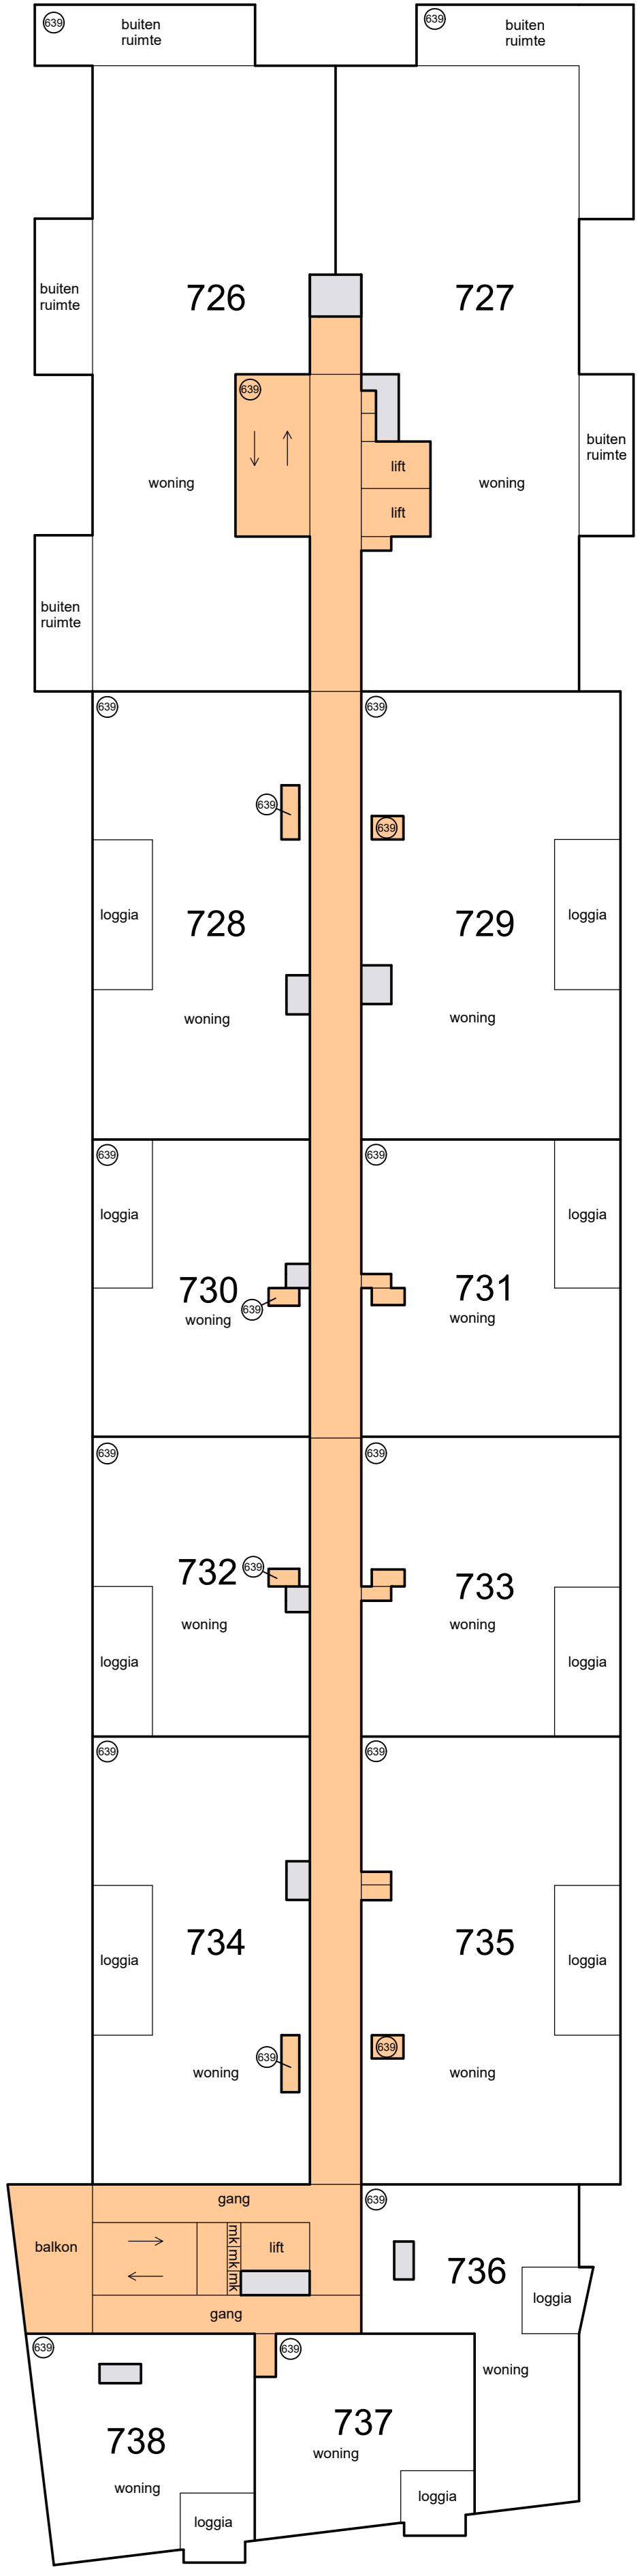 639
buiten
ruimte
639
buiten
ruimte
buiten
ruimte
726
727
639
buiten
ruimte
lift
woning
woning
lift
buiten
ruimte
639
639
639
639
loggia
728
729
loggia
woning
woning
639
639
loggia
loggia
730
731
639
woning
woning
639
639
732
639
733
woning
woning
loggia
loggia
639
639
734
735
loggia
loggia
639
639
woning
woning
gang
639
balkon
mk
mk
mk
lift
736
loggia
gang
639
639
woning
738
737
woning
woning
loggia
loggia